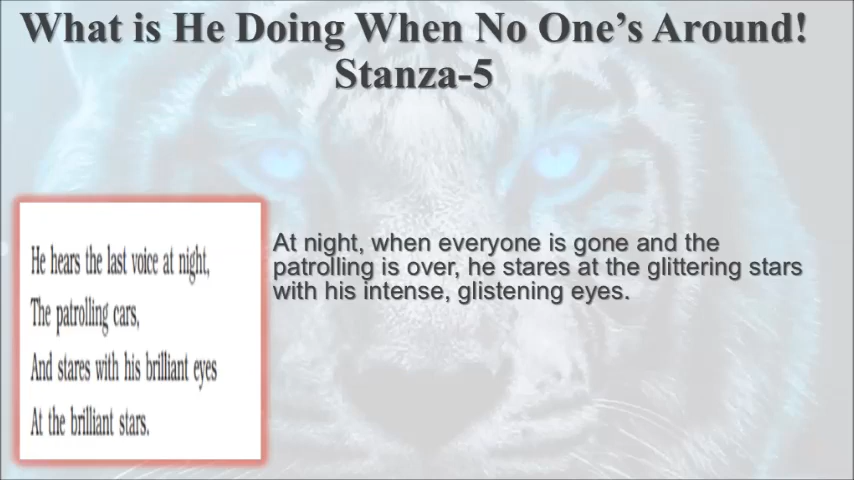 What is He Doing When No One’s Around!
Stanza-5
He hears the last voice at night,
The patrolling cars,
And stares with his brilliant eyes
At the brilliant stars.
At night, when everyone is gone and the
patrolling is over, he stares at the glittering stars
with his intense, glistening eyes.